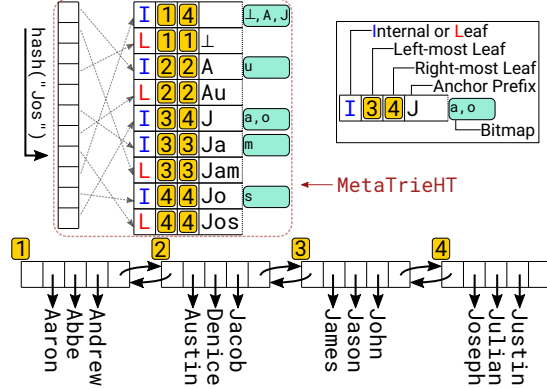 hash("Jos")
I 1 4 ⊥,A,J
L 1 1 ⊥
I 2 2 A u
L 2 2 Au
I 3 4 J a,o
I 3 3 Ja m
L 3 3 Jam
I 4 4 Jo s
L 4 4 Jos
Internal or Leaf
Left-most Leaf
Right-most Leaf
Anchor Prefix
I 3 4 J a,o
Bitmap
MetaTrieHT
1 2 3 4
Aaron
Abbe
Andrew
Austin
Denice
Jacob
James
Jason
John
Joseph
Julian
Justin